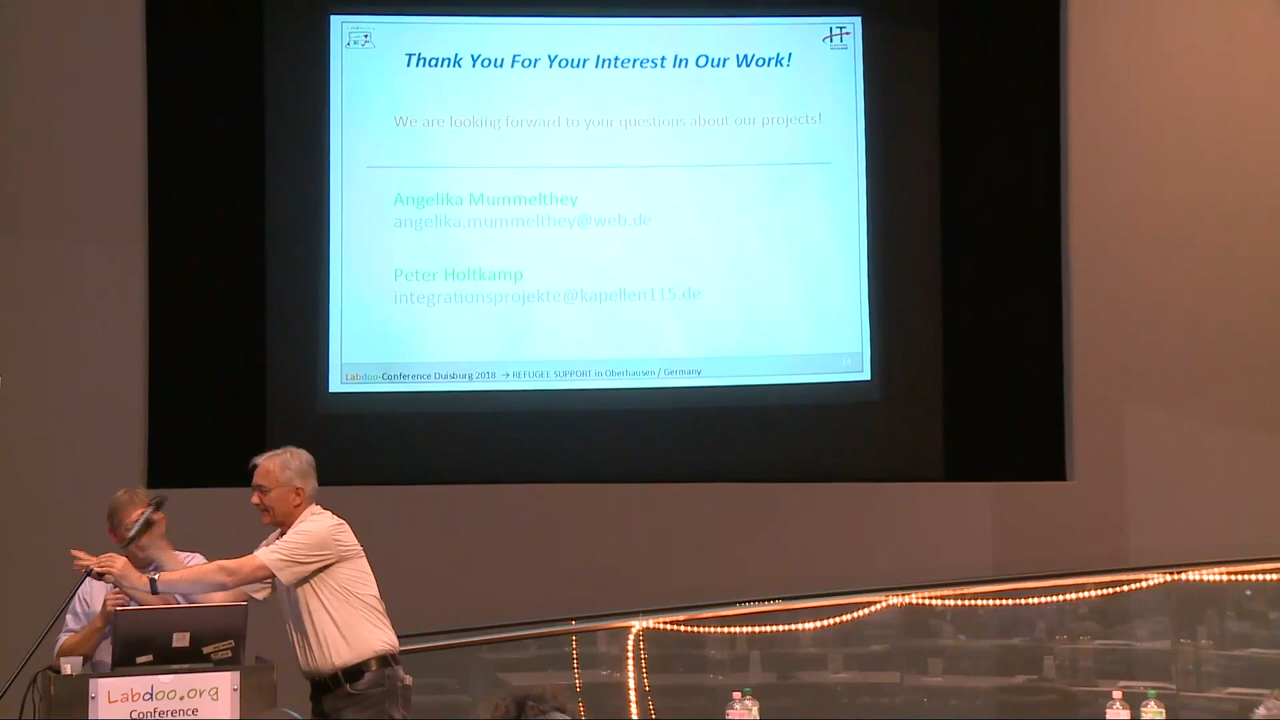 IT
Thank You For Your Interest In Our Work!
We are looking forward to your questions about our projects!
Angelika Mummelthey
angelika.mummelthey@web.de
Peter Holtkamp
integrationsprojekte@kapellen115.de
14
Labdoo-Conference Duisburg 2018 → REFUGEE SUPPORT in Oberhausen / Germany
Labdoo.org
Conference